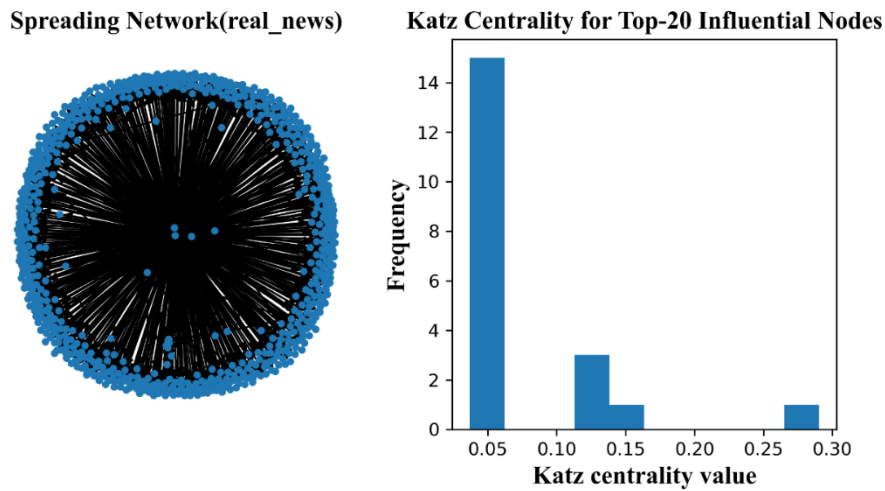 Spreading Network(real_news)
Katz Centrality for Top-20 Influential Nodes
14
12
10
8
6
4
2
0
Frequency
0.05 0.10 0.15 0.20 0.25 0.30
Katz centrality value